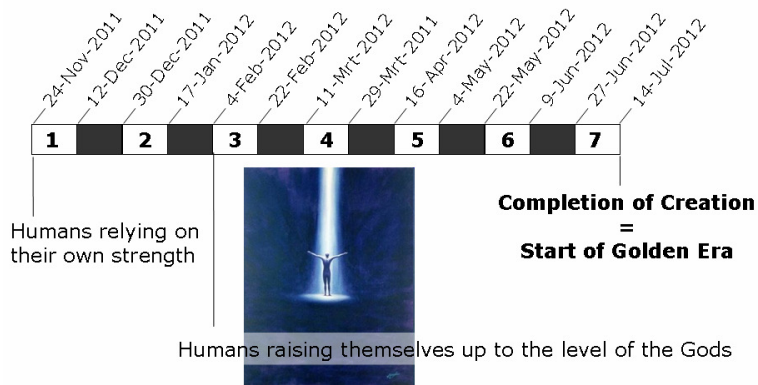 24-Nov-2011
12-Dec-2011
30-Dec-2011
17-Jan-2012
4-Feb-2012
22-Feb-2012
11-Mrt-2012
29-Mrt-2011
16-Apr-2012
4-May-2012
22-May-2012
9-Jun-2012
27-Jun-2012
14-Jul-2012
1 2 3 4 5 6 7
Humans relying on
their own strength
Completion of Creation
=
Start of Golden Era
Humans raising themselves up to the level of the Gods